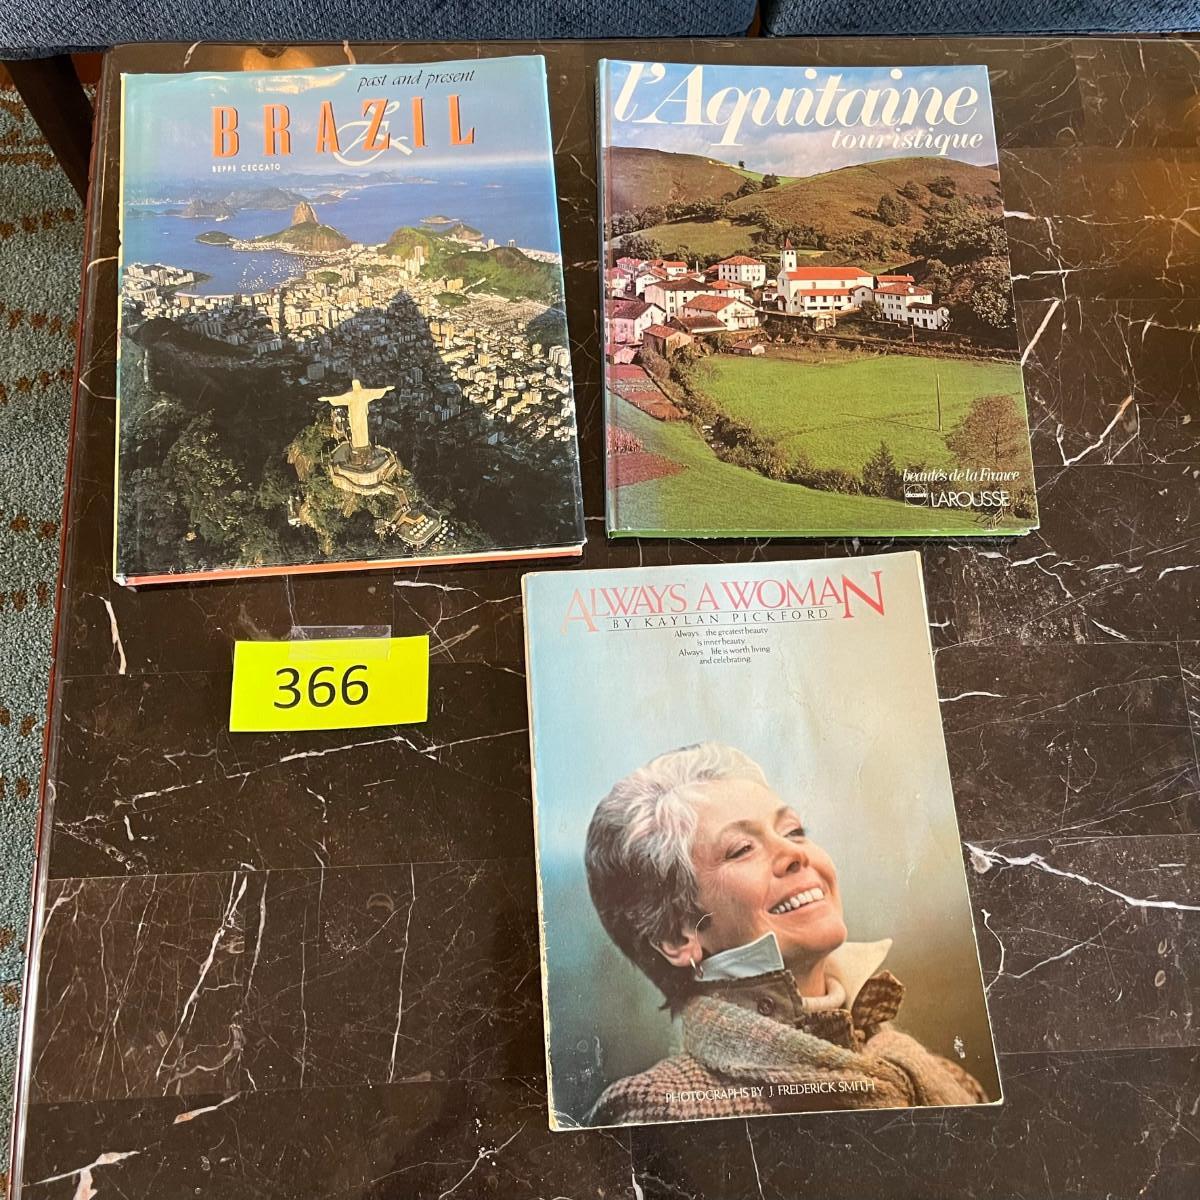 past and present
BRAZIL
BEPPE CECCATO
l'Aquitaine
touristique
beautés de la France
LAROUSSE
366
ALWAYS A WOMAN
BY KAYLAN PICKFORD
Always... the greatest beauty
is inner beauty.
Always... life is worth living
and celebrating.
PHOTOGRAPHS BY J. FREDERICK SMITH